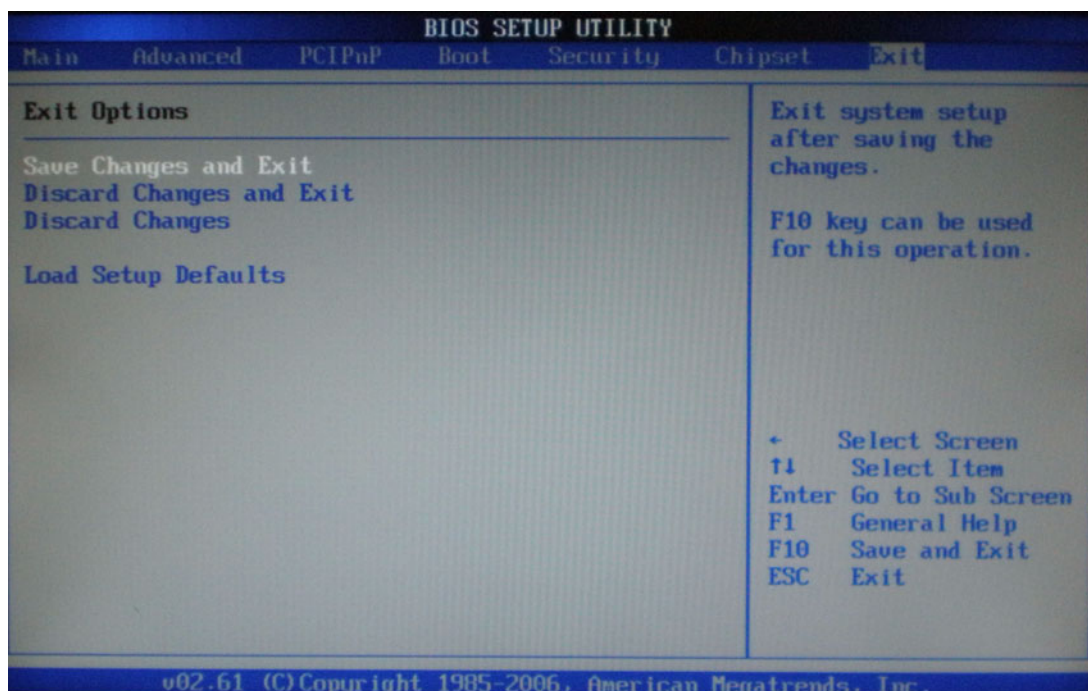 BIOS SETUP UTILITY
Main Advanced PCIPnP Boot Security Chipset Exit
Exit Options
Save Changes and Exit
Discard Changes and Exit
Discard Changes
Load Setup Defaults
Exit system setup
after saving the
changes.
F10 key can be used
for this operation.
← Select Screen
↑↓ Select Item
Enter Go to Sub Screen
F1 General Help
F10 Save and Exit
ESC Exit
v02.61 (C)Copyright 1985-2006, American Megatrends, Inc.